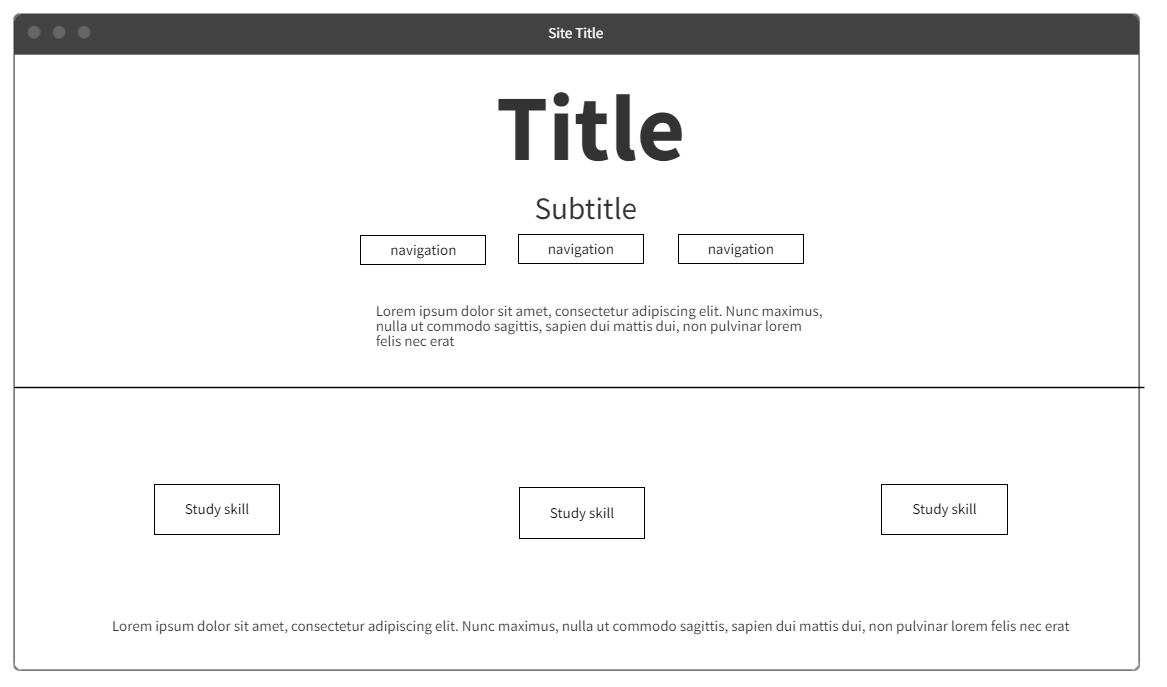 Site Title
Title
Subtitle
navigation navigation navigation
Lorem ipsum dolor sit amet, consectetur adipiscing elit. Nunc maximus,
nulla ut commodo sagittis, sapien dui mattis dui, non pulvinar lorem
felis nec erat
Study skill Study skill Study skill
Lorem ipsum dolor sit amet, consectetur adipiscing elit. Nunc maximus, nulla ut commodo sagittis, sapien dui mattis dui, non pulvinar lorem felis nec erat